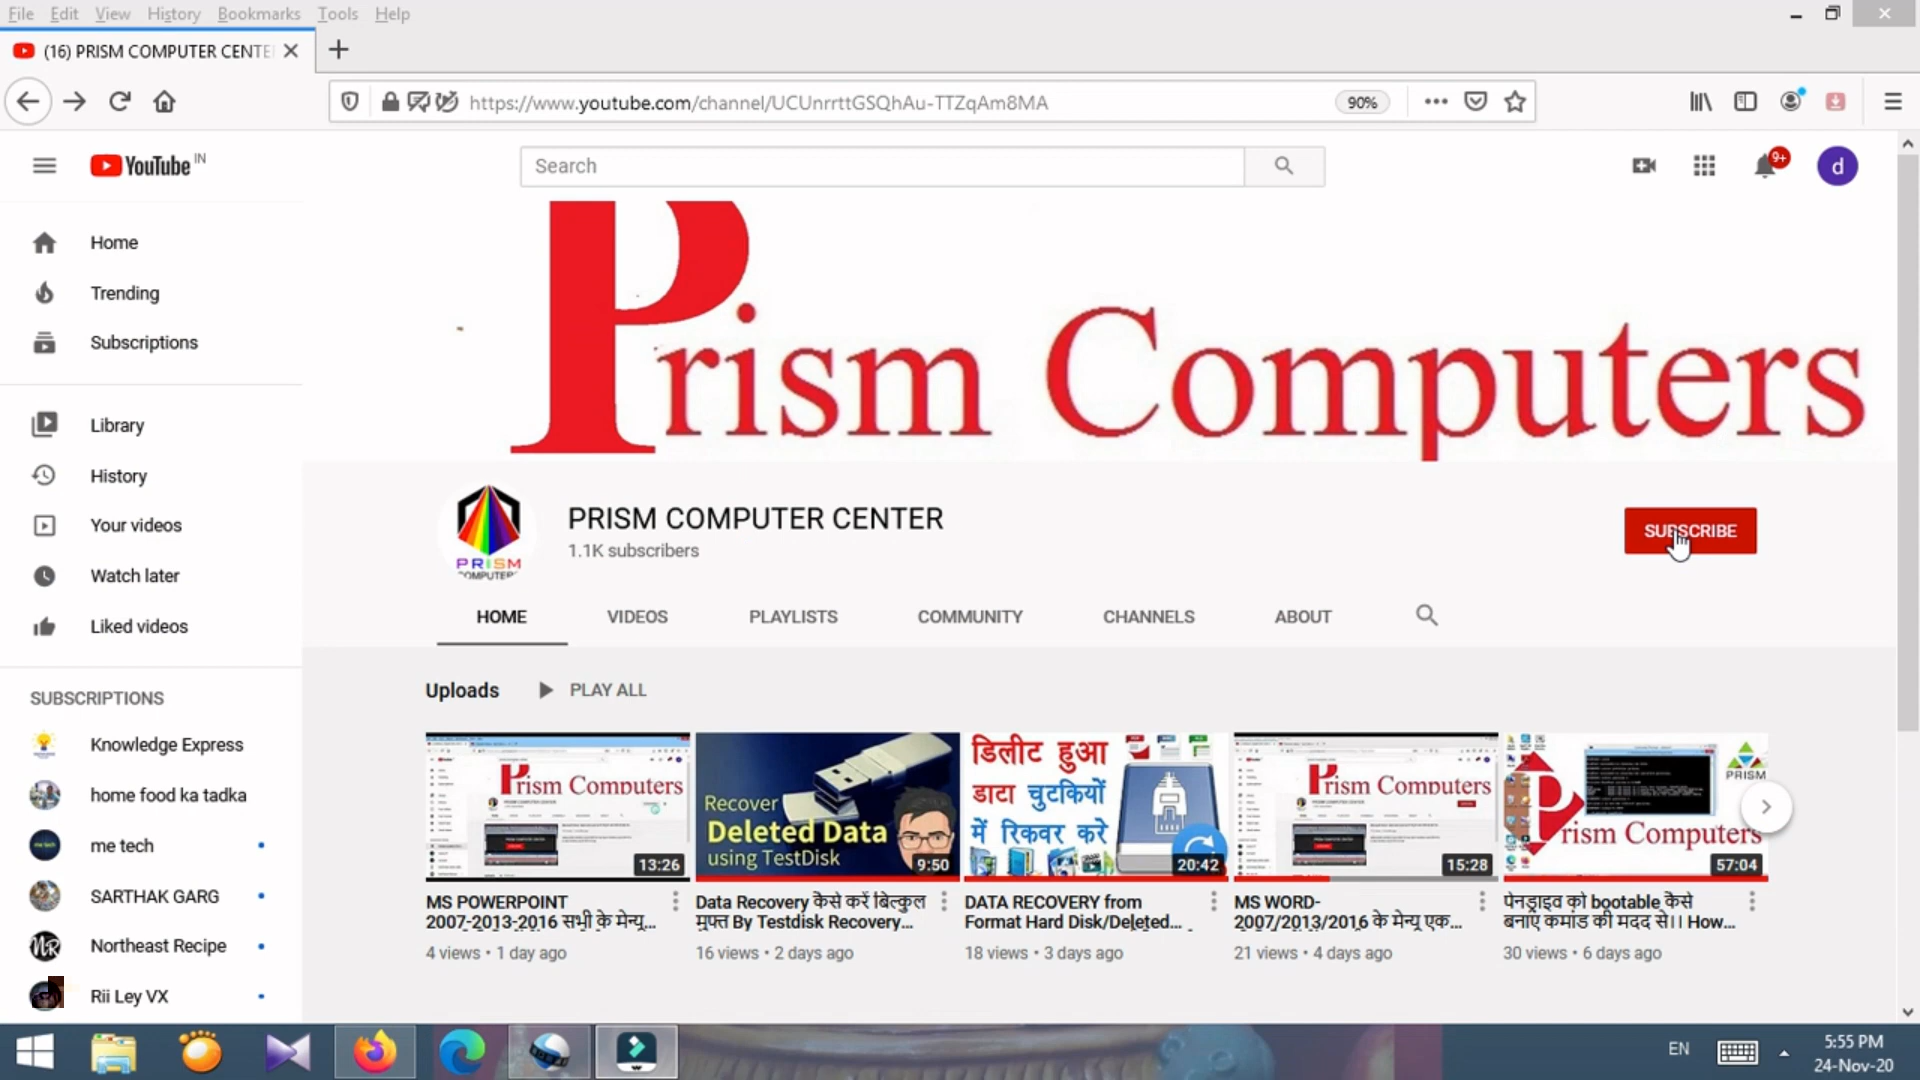 File Edit View History Bookmarks Tools Help
(16) PRISM COMPUTER CENTE
https://www.youtube.com/channel/UCUnrrttGSQhAu-TTZqAm8MA 90%
YouTube IN
Search
9+
d
Home
Trending
Subscriptions
Library
History
Your videos
Watch later
Liked videos
SUBSCRIPTIONS
Knowledge Express
home food ka tadka
me tech
SARTHAK GARG
Northeast Recipe
Rii Ley VX
Prism Computers
PRISM
COMPUTER
PRISM COMPUTER CENTER
1.1K subscribers
SUBSCRIBE
HOME VIDEOS PLAYLISTS COMMUNITY CHANNELS ABOUT
Uploads PLAY ALL
Prism Computers
13:26
MS POWERPOINT
2007-2013-2016 सभी के मेन्यू...
4 views • 1 day ago
Recover
Deleted Data
using TestDisk
9:50
Data Recovery कैसे करें बिल्कुल
मुफ्त By Testdisk Recovery...
16 views • 2 days ago
डिलीट हुआ
डाटा चुटकियों
में रिकवर करे
20:42
DATA RECOVERY from
Format Hard Disk/Deleted...
18 views • 3 days ago
Prism Computers
15:28
MS WORD-
2007/2013/2016 के मेन्यू एक...
21 views • 4 days ago
PRISM
Prism Computers
57:04
पेनड्राइव को bootable कैसे
बनाएं कमांड की मदद से।। How...
30 views • 6 days ago
EN
5:55 PM
24-Nov-20